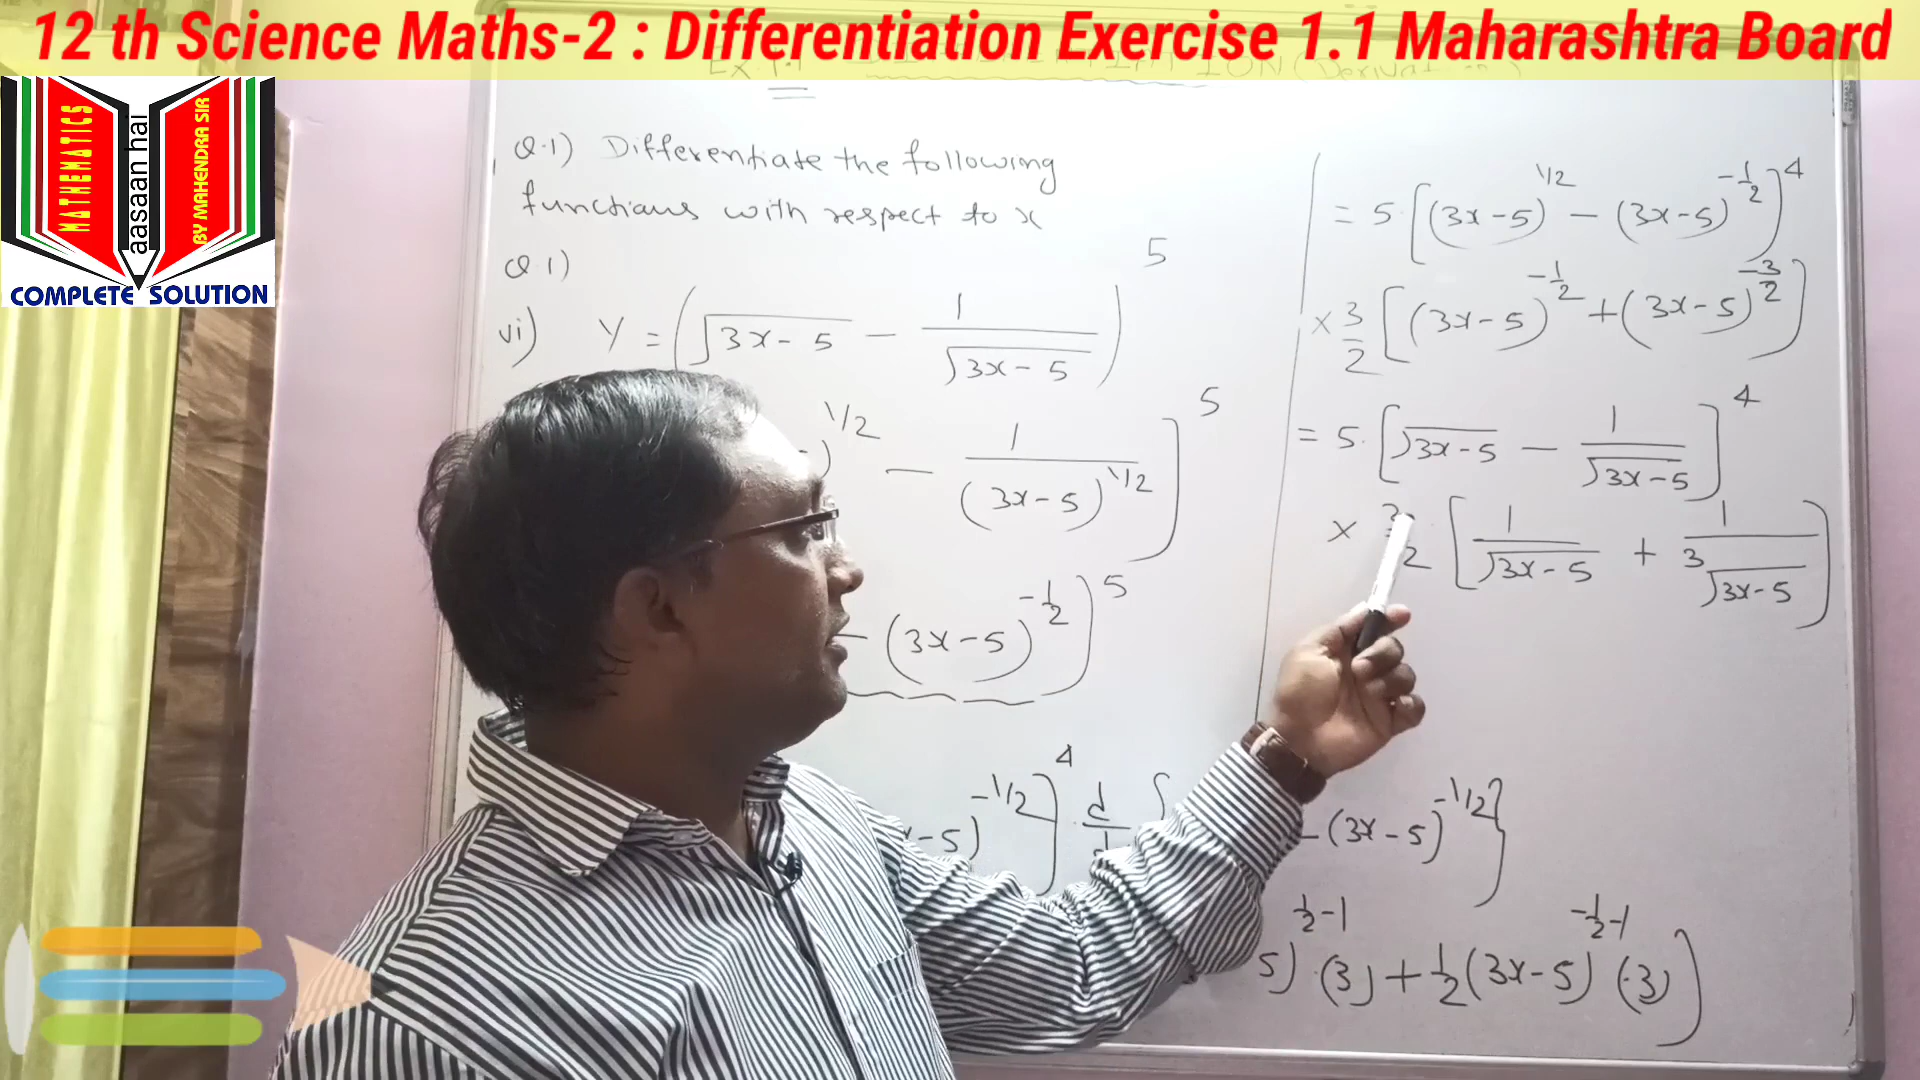 12 th Science Maths-2 : Differentiation Exercise 1.1 Maharashtra Board
MATHEMATICS
aasaan hai
BY MAHENDRA SIR
COMPLETE SOLUTION
Ex.1.1
Q.1) Differentiate the following
functions with respect to x
Q.1)
vi) Y = (√(3x-5) - 1/√(3x-5))^5
)^1/2 - 1/(3x-5)^1/2]^5
- (3x-5)^-1/2)^5
-5)^-1/2]^4 · d/d
- (3x-5)^-1/2}
5)^1/2-1 ·(3) + 1/2(3x-5)^-1/2-1 (·3)]
= 5·[(3x-5)^1/2 - (3x-5)^-1/2]^4
× 3/2 [(3x-5)^-1/2 + (3x-5)^-3/2]
= 5·[√(3x-5) - 1/√(3x-5)]^4
× 3/2 · [1/√(3x-5) + 1/3√(3x-5)]